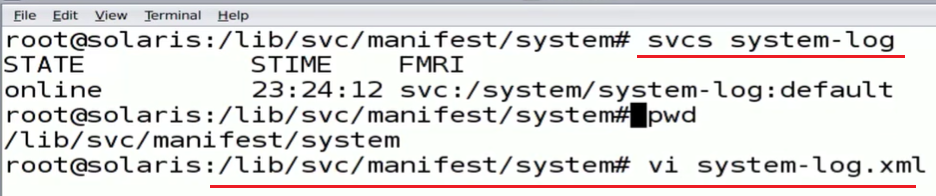 File Edit View Terminal Help
root@solaris:/lib/svc/manifest/system# svcs system-log
STATE STIME FMRI
online 23:24:12 svc:/system/system-log:default
root@solaris:/lib/svc/manifest/system# pwd
/lib/svc/manifest/system
root@solaris:/lib/svc/manifest/system# vi system-log.xml